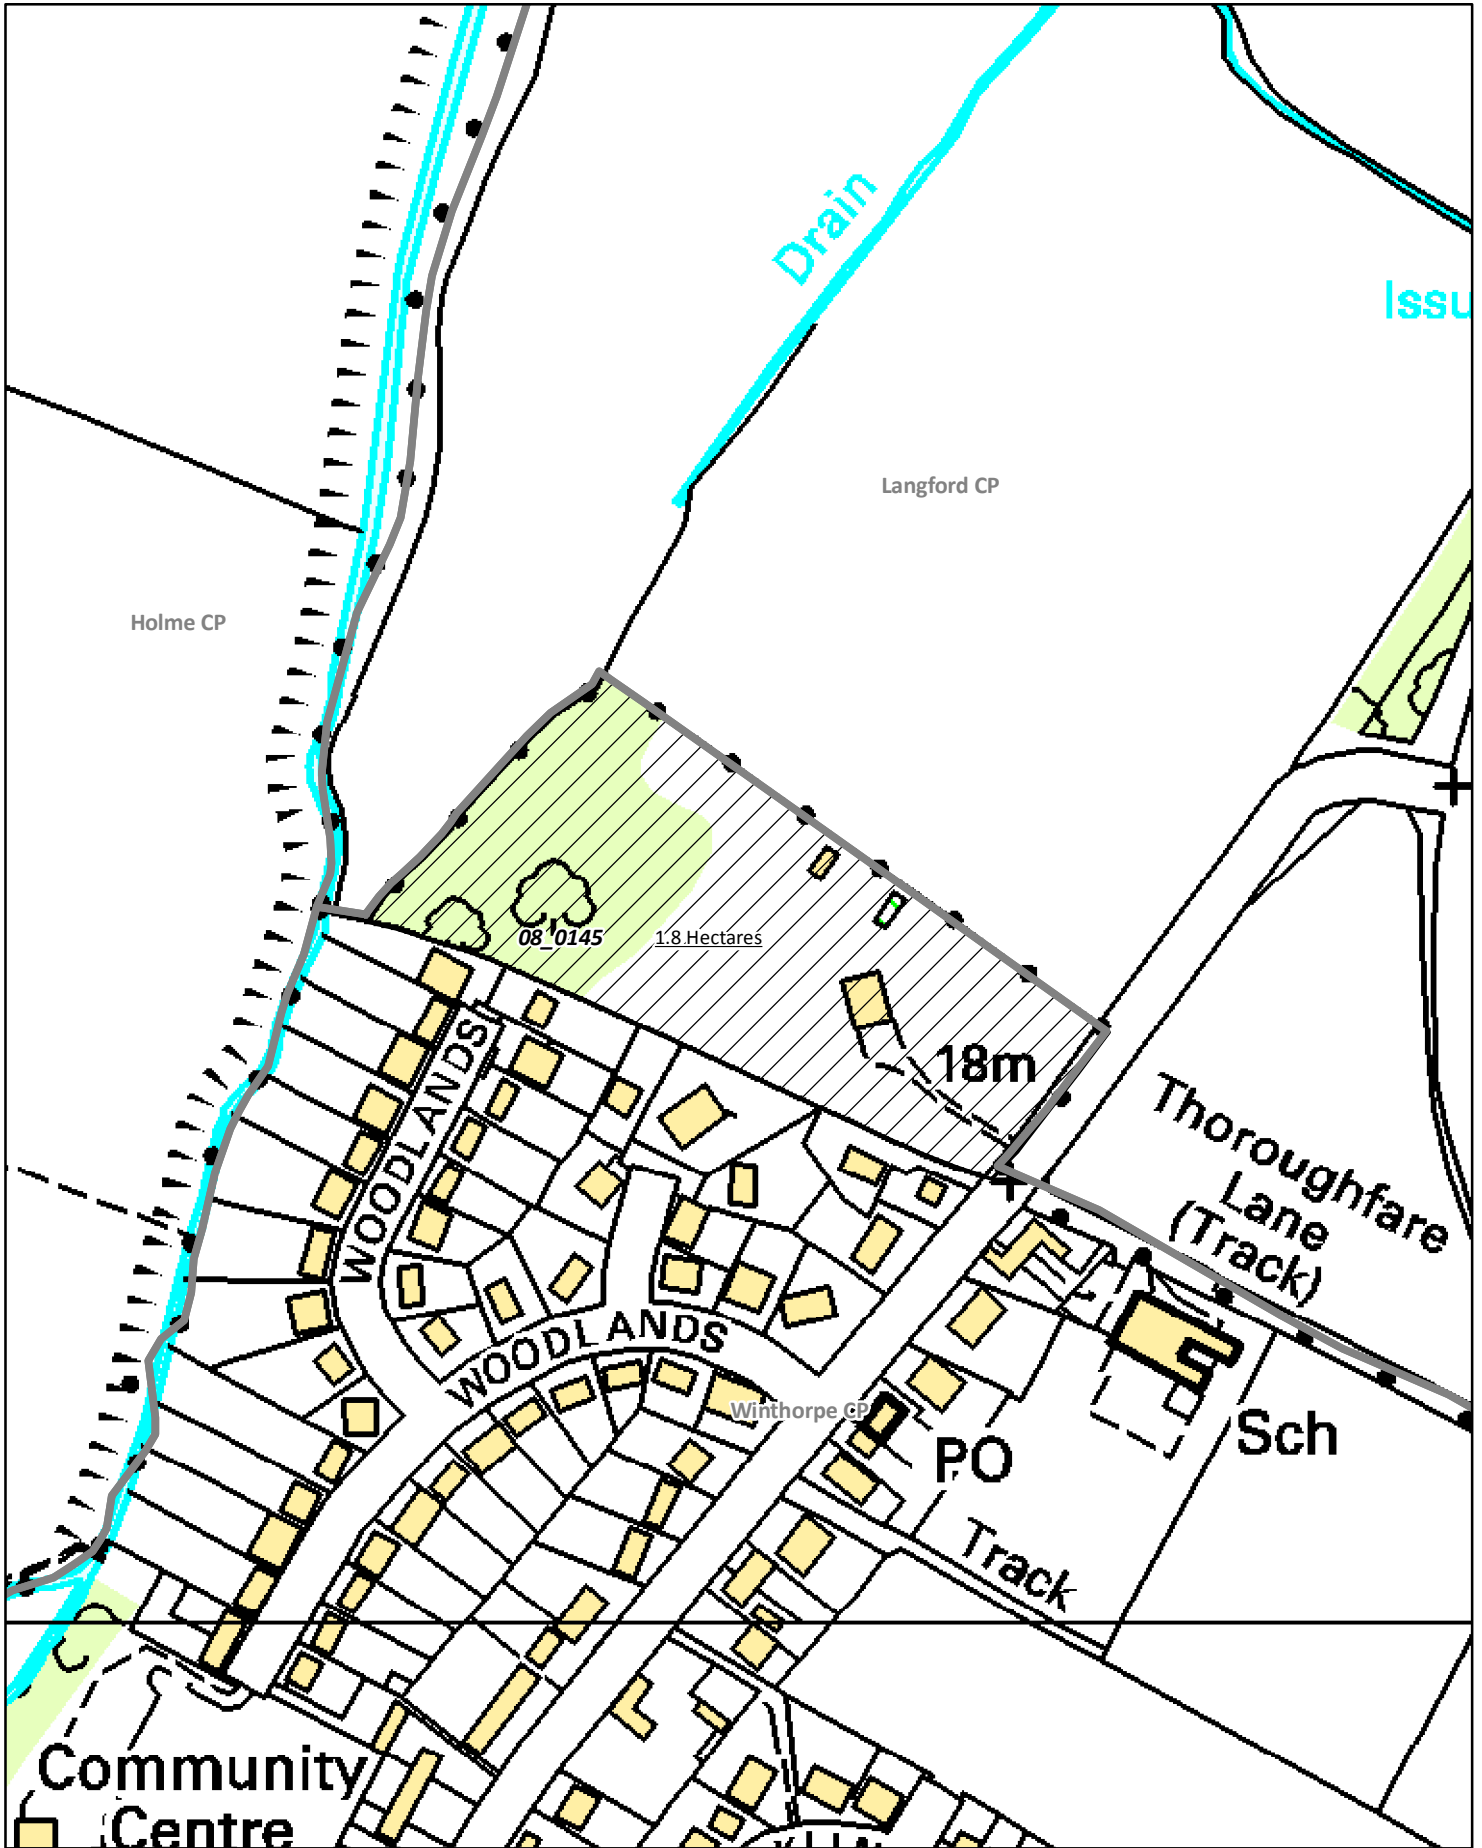 Drain
Issu
Langford CP
Holme CP
08_0145
1.8 Hectares
18m
WOODLANDS
Thoroughfare
Lane
(Track)
WOODLANDS
Winthorpe CP
PO
Sch
Track
Community
Centre